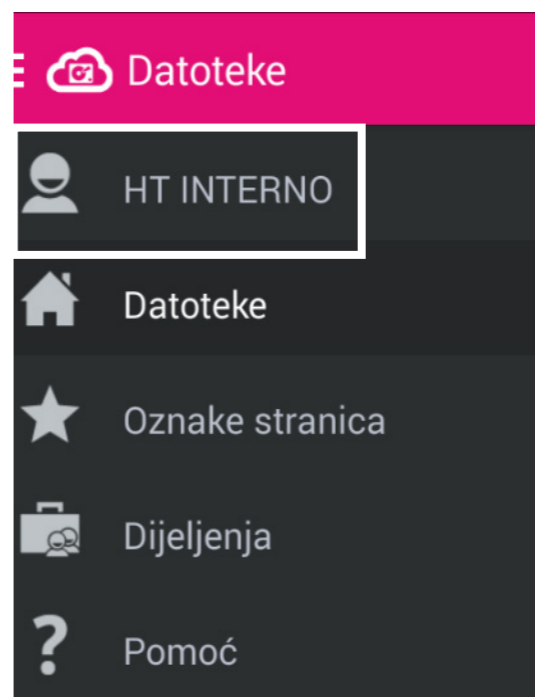 Datoteke
HT INTERNO
Datoteke
Oznake stranica
Dijeljenja
Pomoć